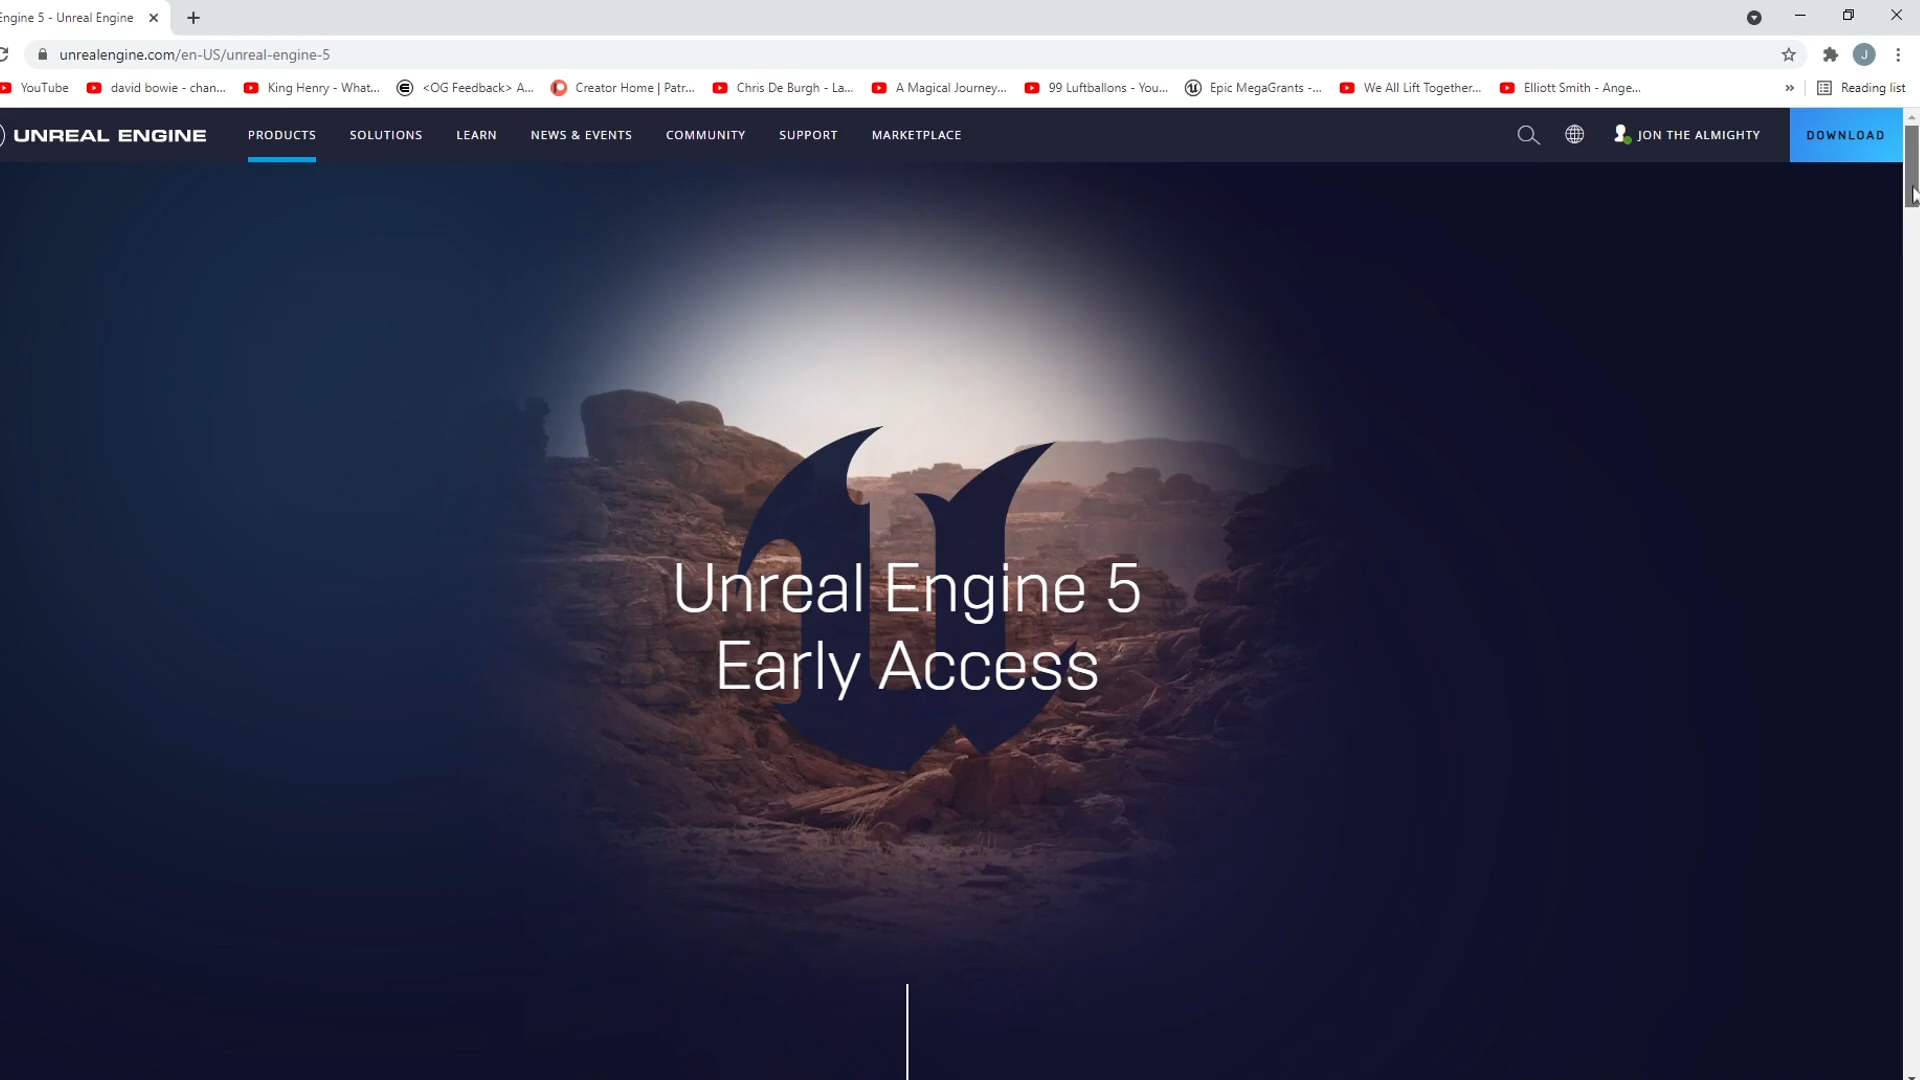 Engine 5 - Unreal Engine
unrealengine.com/en-US/unreal-engine-5
J
YouTube
david bowie - chan...
King Henry - What...
<OG Feedback> A...
Creator Home | Patr...
Chris De Burgh - La...
A Magical Journey...
99 Luftballons - You...
Epic MegaGrants -...
We All Lift Together...
Elliott Smith - Ange...
»
Reading list
UNREAL ENGINE
PRODUCTS
SOLUTIONS
LEARN
NEWS & EVENTS
COMMUNITY
SUPPORT
MARKETPLACE
JON THE ALMIGHTY
DOWNLOAD
Unreal Engine 5
Early Access